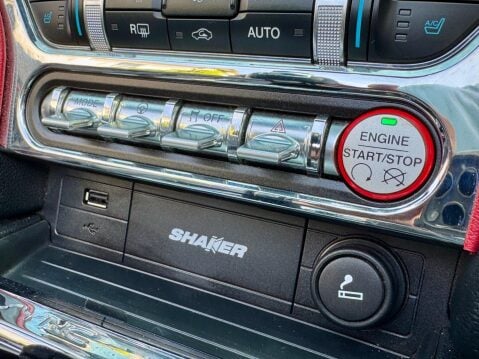 R
AUTO
A/C
MODE
OFF
ENGINE
START/STOP
SHAKER